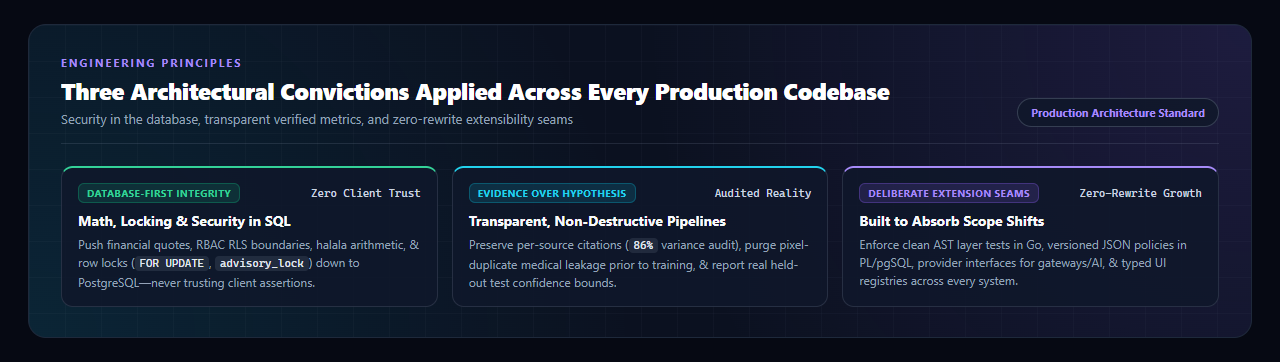 ENGINEERING PRINCIPLES
Three Architectural Convictions Applied Across Every Production Codebase
Security in the database, transparent verified metrics, and zero-rewrite extensibility seams
Production Architecture Standard
DATABASE-FIRST INTEGRITY
Zero Client Trust
Math, Locking & Security in SQL
Push financial quotes, RBAC RLS boundaries, halala arithmetic, &
row locks ( FOR UPDATE , advisory_lock ) down to
PostgreSQL—never trusting client assertions.
EVIDENCE OVER HYPOTHESIS
Audited Reality
Transparent, Non-Destructive Pipelines
Preserve per-source citations ( 86% variance audit), purge pixel-
duplicate medical leakage prior to training, & report real held-
out test confidence bounds.
DELIBERATE EXTENSION SEAMS
Zero-Rewrite Growth
Built to Absorb Scope Shifts
Enforce clean AST layer tests in Go, versioned JSON policies in
PL/pgSQL, provider interfaces for gateways/AI, & typed UI
registries across every system.